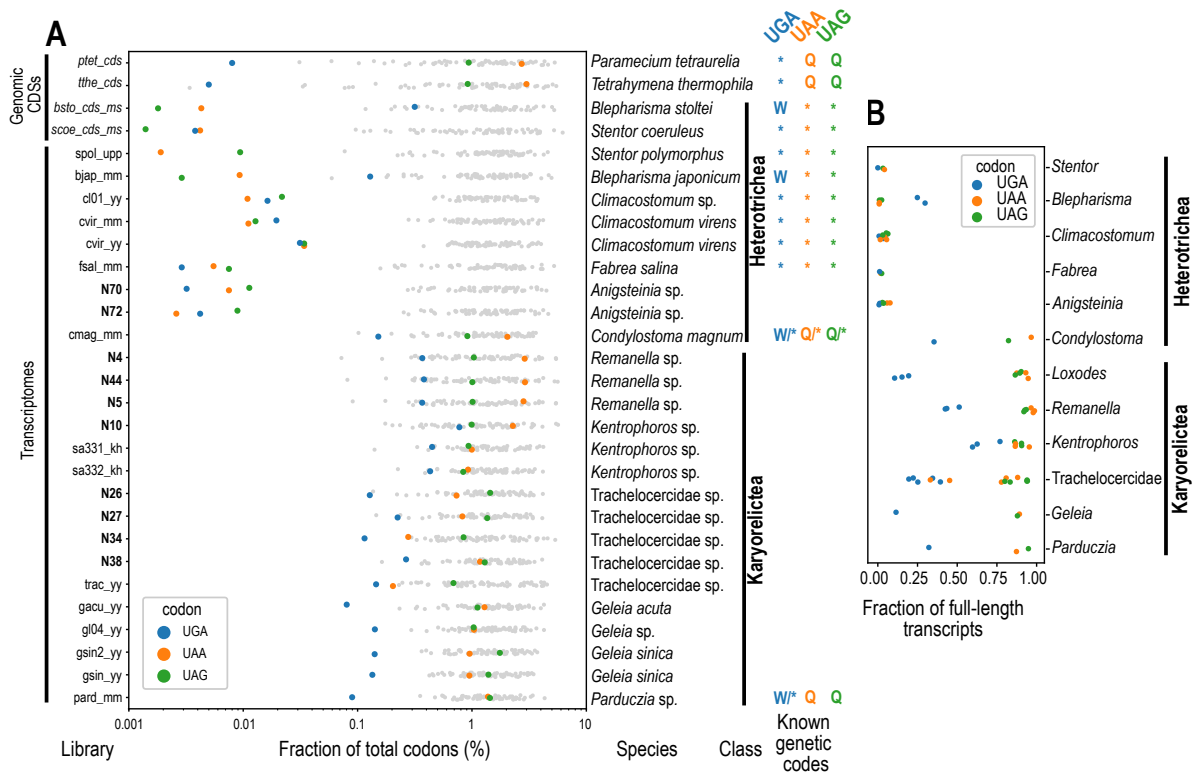 A
UGA
UAA
UAG
Genomic
CDSs
ptet_cds Paramecium tetraurelia * Q Q
tthe_cds Tetrahymena thermophila * Q Q
bsto_cds_ms Blepharisma stoltei W * *
scoe_cds_ms Stentor coeruleus * * *
Transcriptomes
spol_upp Stentor polymorphus * * *
bjap_mm Blepharisma japonicum W * *
cl01_yy Climacostomum sp. * * *
cvir_mm Climacostomum virens * * *
cvir_yy Climacostomum virens * * *
fsal_mm Fabrea salina * * *
N70 Anigsteinia sp. * * *
N72 Anigsteinia sp. * * *
cmag_mm Condylostoma magnum W/* Q/* Q/*
Heterotrichea
N4 Remanella sp.
N44 Remanella sp.
N5 Remanella sp.
N10 Kentrophoros sp.
sa331_kh Kentrophoros sp.
sa332_kh Kentrophoros sp.
N26 Trachelocercidae sp.
N27 Trachelocercidae sp.
N34 Trachelocercidae sp.
N38 Trachelocercidae sp.
trac_yy Trachelocercidae sp.
gacu_yy Geleia acuta
gl04_yy Geleia sp.
gsin2_yy Geleia sinica
gsin_yy Geleia sinica
pard_mm Parduczia sp. W/* Q Q
Karyorelictea
codon
UGA
UAA
UAG
0.001 0.01 0.1 1 10
Library
Fraction of total codons (%)
Species
Class
Known
genetic
codes
B
codon
UGA
UAA
UAG
Stentor
Blepharisma
Climacostomum
Fabrea
Anigsteinia
Condylostoma
Heterotrichea
Loxodes
Remanella
Kentrophoros
Trachelocercidae
Geleia
Parduczia
Karyorelictea
0.00 0.25 0.50 0.75 1.00
Fraction of full-length
transcripts